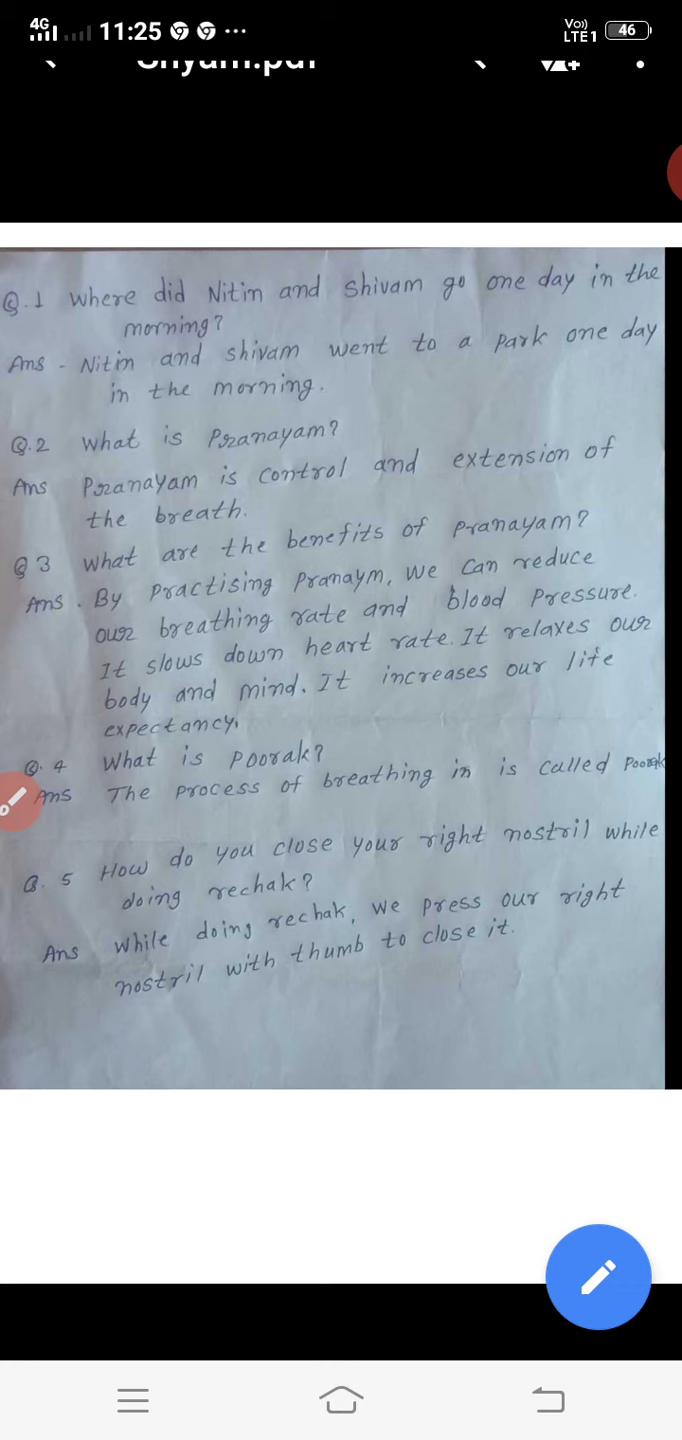 4G 11:25 ... Vo)) LTE1 46
Shyam.pdf
Q.1 Where did Nitin and Shivam go one day in the
morning?
Ans - Nitin and shivam went to a park one day
in the morning.
Q.2 What is Pranayam?
Ans Pranayam is control and extension of
the breath.
Q 3 What are the benefits of pranayam?
Ans. By Practising Pranaym, we can reduce
our breathing rate and blood pressure.
It slows down heart rate. It relaxes our
body and mind. It increases our life
expectancy.
Q. 4 What is poorak?
Ans The process of breathing in is called Poorak
Q. 5 How do you close your right nostril while
doing rechak?
Ans While doing rechak, we press our right
nostril with thumb to close it.